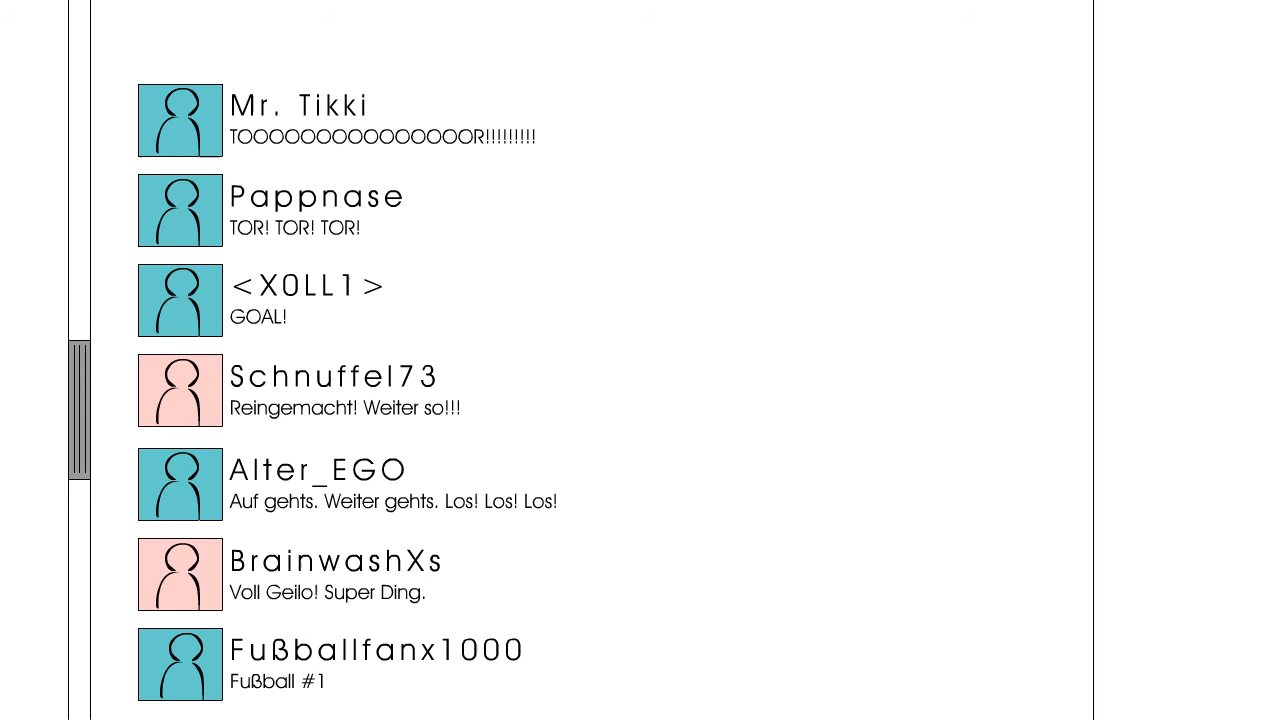 Mr. Tikki
TOOOOOOOOOOOOOOOR!!!!!!!!!
Pappnase
TOR! TOR! TOR!
<X0LL1>
GOAL!
Schnuffel73
Reingemacht! Weiter so!!!
Alter_EGO
Auf gehts. Weiter gehts. Los! Los! Los!
BrainwashXs
Voll Geilo! Super Ding.
Fußballfanx1000
Fußball #1